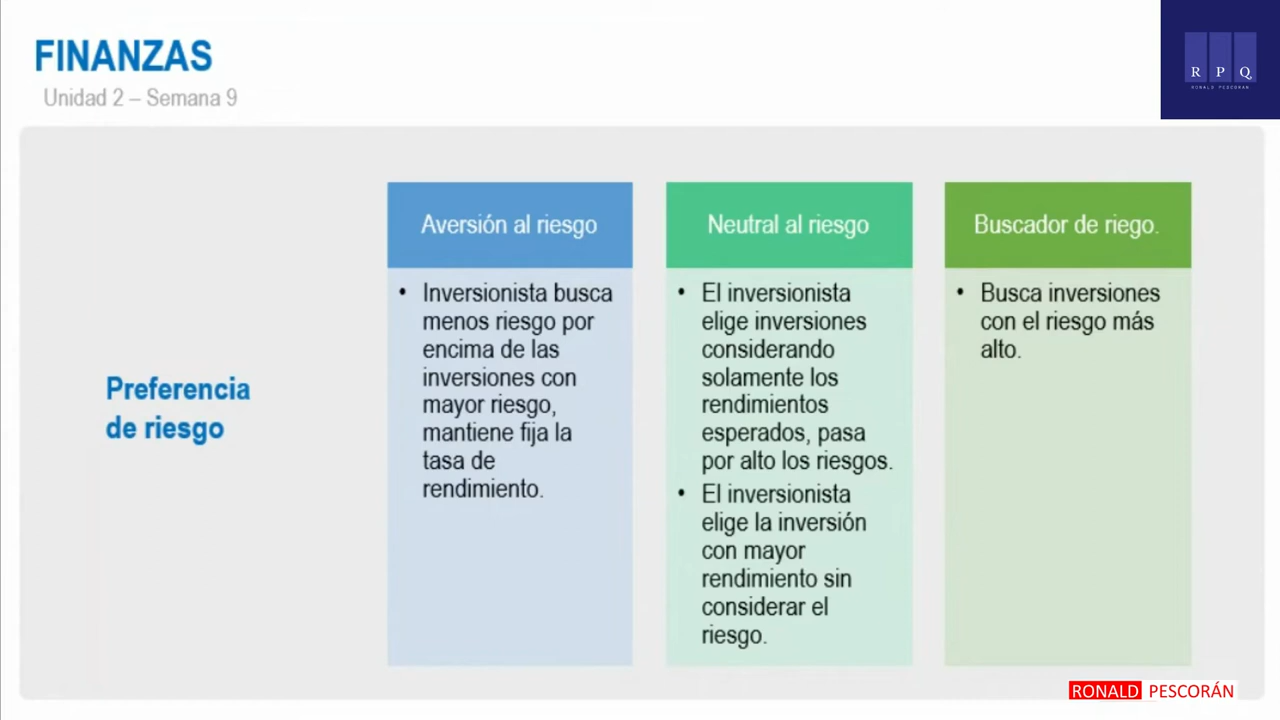 FINANZAS
Unidad 2 – Semana 9
R P Q
RONALD PESCORAN
Preferencia
de riesgo
Aversión al riesgo
• Inversionista busca
menos riesgo por
encima de las
inversiones con
mayor riesgo,
mantiene fija la
tasa de
rendimiento.
Neutral al riesgo
• El inversionista
elige inversiones
considerando
solamente los
rendimientos
esperados, pasa
por alto los riesgos.
• El inversionista
elige la inversión
con mayor
rendimiento sin
considerar el
riesgo.
Buscador de riego.
• Busca inversiones
con el riesgo más
alto.
RONALD PESCORÁN